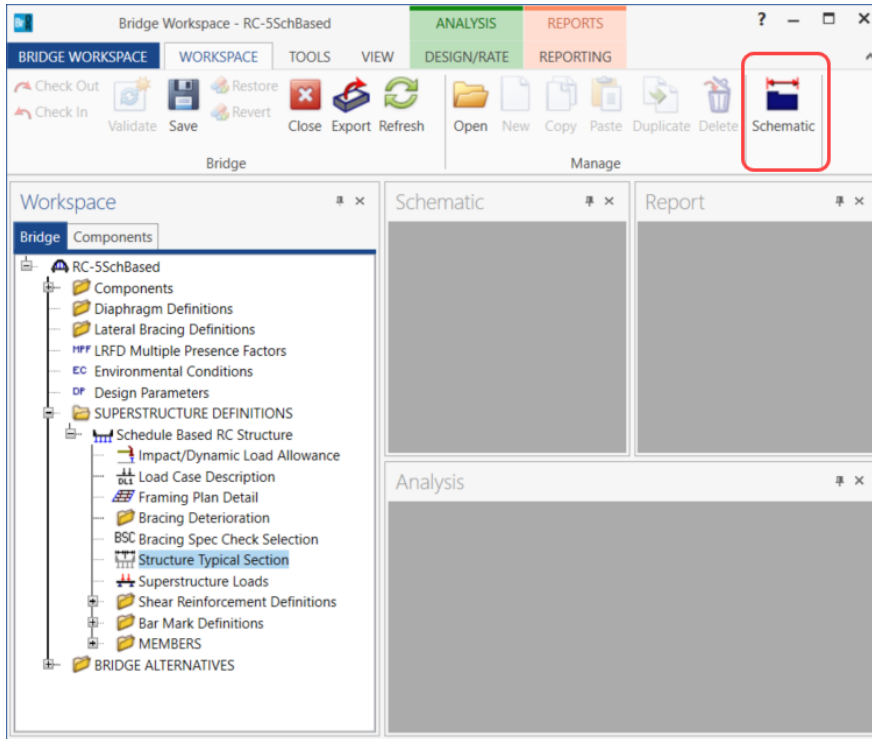 Br R Bridge Workspace - RC-5SchBased ANALYSIS REPORTS ?
BRIDGE WORKSPACE WORKSPACE TOOLS VIEW DESIGN/RATE REPORTING
Check Out
Check In
Validate
Save
Restore
Revert
Close
Export
Refresh
Open
New
Copy
Paste
Duplicate
Delete
Schematic
Bridge Manage
Workspace
Schematic
Report
Bridge Components
RC-5SchBased
Components
Diaphragm Definitions
Lateral Bracing Definitions
MPF LRFD Multiple Presence Factors
EC Environmental Conditions
DP Design Parameters
SUPERSTRUCTURE DEFINITIONS
Schedule Based RC Structure
Impact/Dynamic Load Allowance
DL1 Load Case Description
Framing Plan Detail
Bracing Deterioration
BSC Bracing Spec Check Selection
Structure Typical Section
Superstructure Loads
Shear Reinforcement Definitions
Bar Mark Definitions
MEMBERS
BRIDGE ALTERNATIVES
Analysis